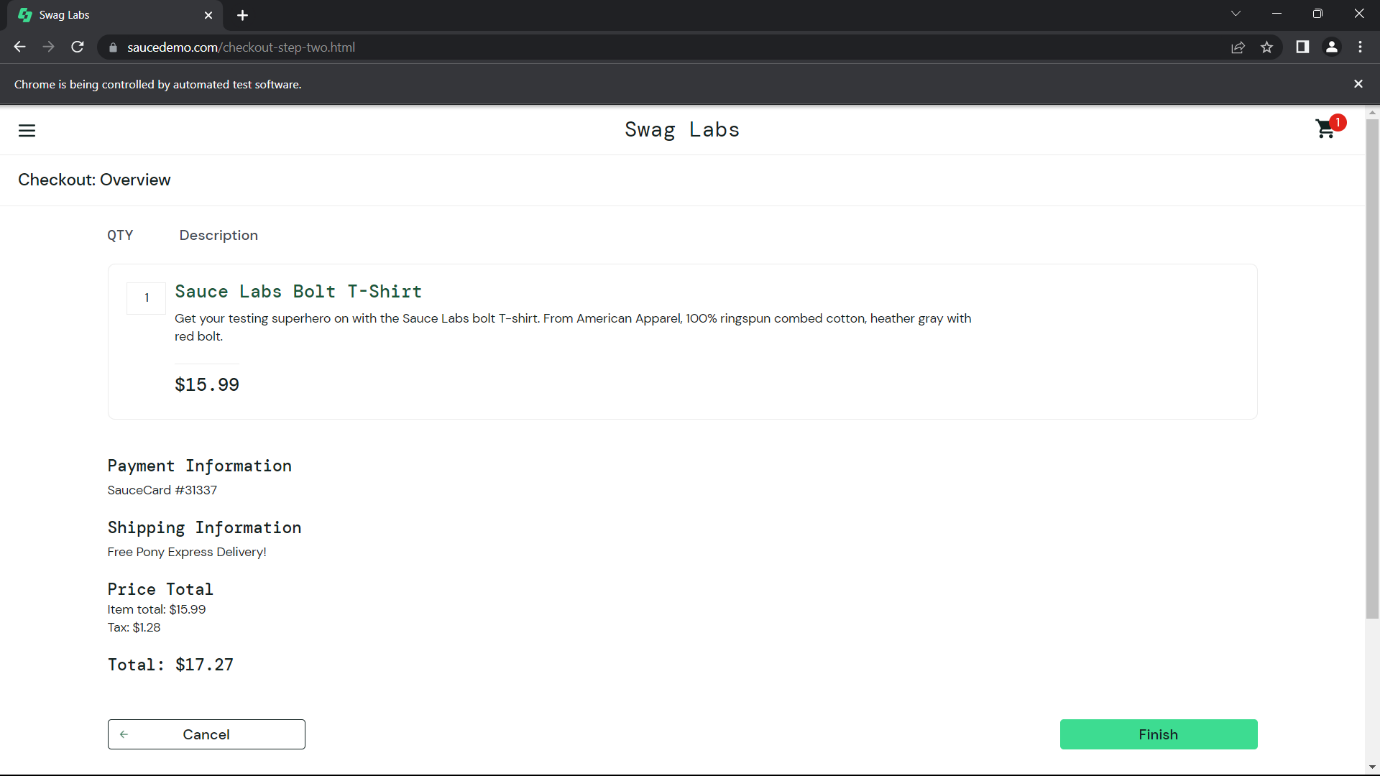 Swag Labs
saucedemo.com/checkout-step-two.html
Chrome is being controlled by automated test software.
Swag Labs
1
Checkout: Overview
QTY Description
1
Sauce Labs Bolt T-Shirt
Get your testing superhero on with the Sauce Labs bolt T-shirt. From American Apparel, 100% ringspun combed cotton, heather gray with
red bolt.
$15.99
Payment Information
SauceCard #31337
Shipping Information
Free Pony Express Delivery!
Price Total
Item total: $15.99
Tax: $1.28
Total: $17.27
Cancel
Finish